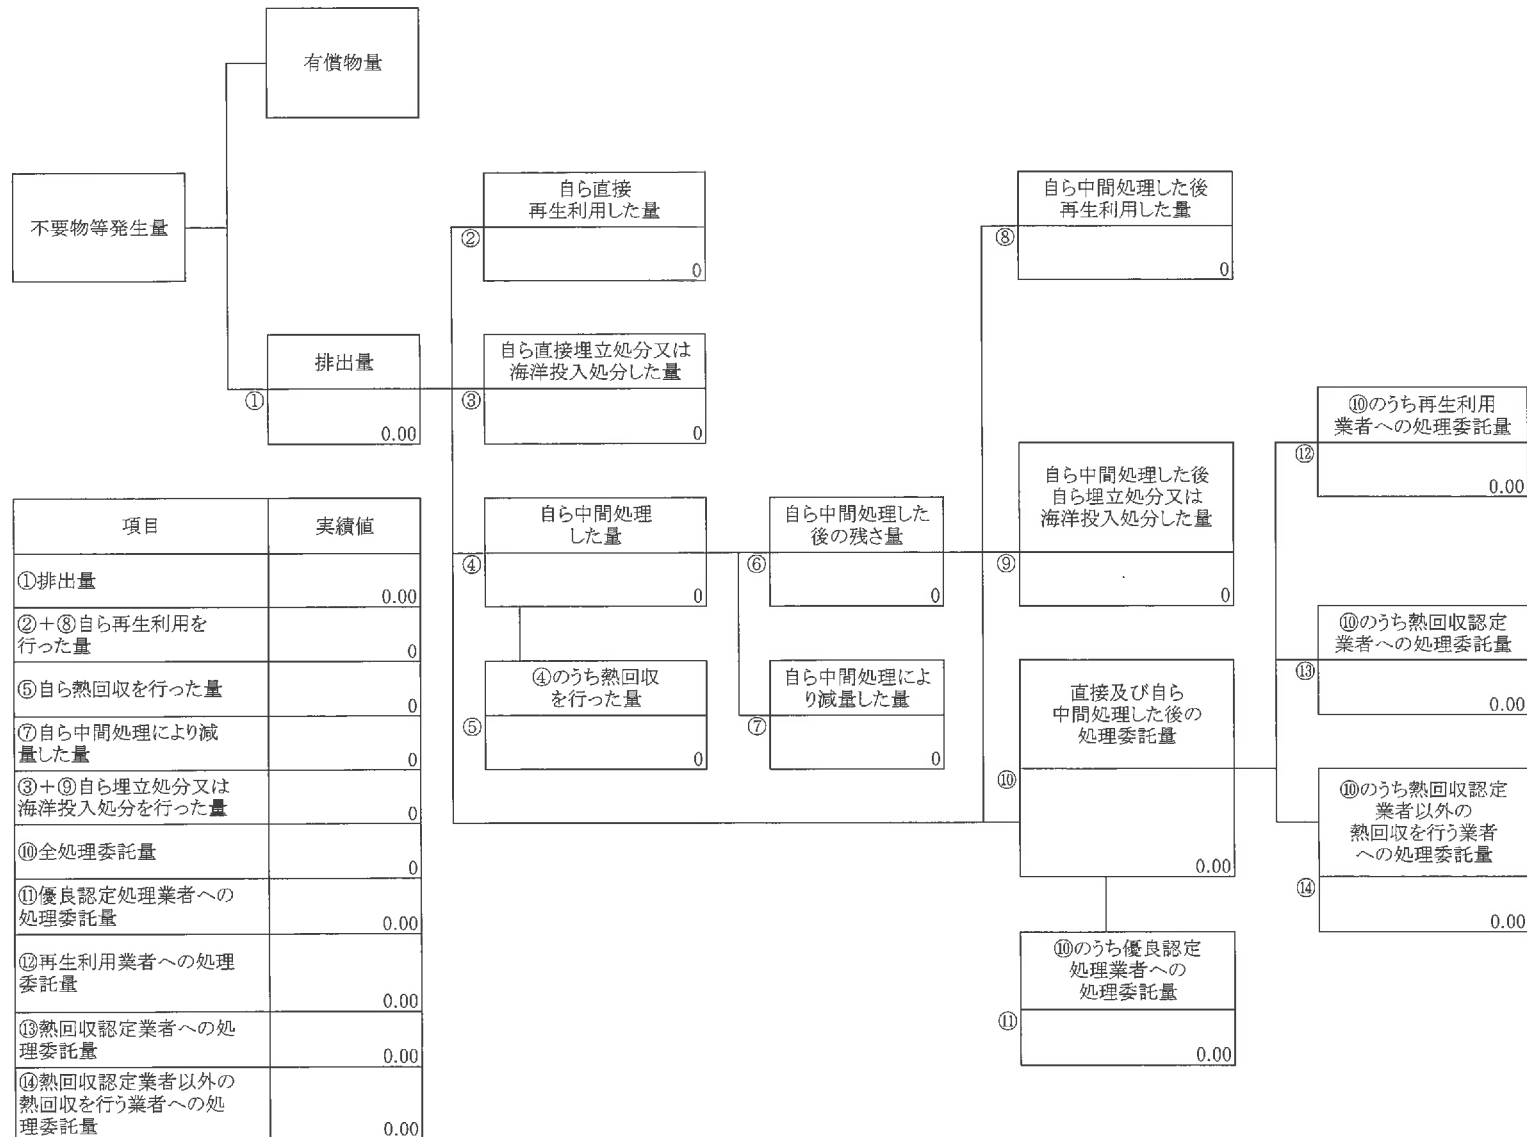 有償物量
不要物等発生量
排出量
①
0.00
自ら直接
再生利用した量
②
0
自ら直接埋立処分又は
海洋投入処分した量
③
0
自ら中間処理
した量
④
0
④のうち熱回収
を行った量
⑤
0
自ら中間処理した
後の残さ量
⑥
0
自ら中間処理によ
り減量した量
⑦
0
自ら中間処理した後
再生利用した量
⑧
0
自ら中間処理した後
自ら埋立処分又は
海洋投入処分した量
⑨
0
直接及び自ら
中間処理した後の
処理委託量
⑩
0.00
⑩のうち優良認定
処理業者への
処理委託量
⑪
0.00
⑩のうち再生利用
業者への処理委託量
⑫
0.00
⑩のうち熱回収認定
業者への処理委託量
⑬
0.00
⑩のうち熱回収認定
業者以外の
熱回収を行う業者
への処理委託量
⑭
0.00
項目 実績値
①排出量
0.00
②+⑧自ら再生利用を
行った量
0
⑤自ら熱回収を行った量
0
⑦自ら中間処理により減
量した量
0
③+⑨自ら埋立処分又は
海洋投入処分を行った量
0
⑩全処理委託量
0
⑪優良認定処理業者への
処理委託量
0.00
⑫再生利用業者への処理
委託量
0.00
⑬熱回収認定業者への処
理委託量
0.00
⑭熱回収認定業者以外の
熱回収を行う業者への処
理委託量
0.00